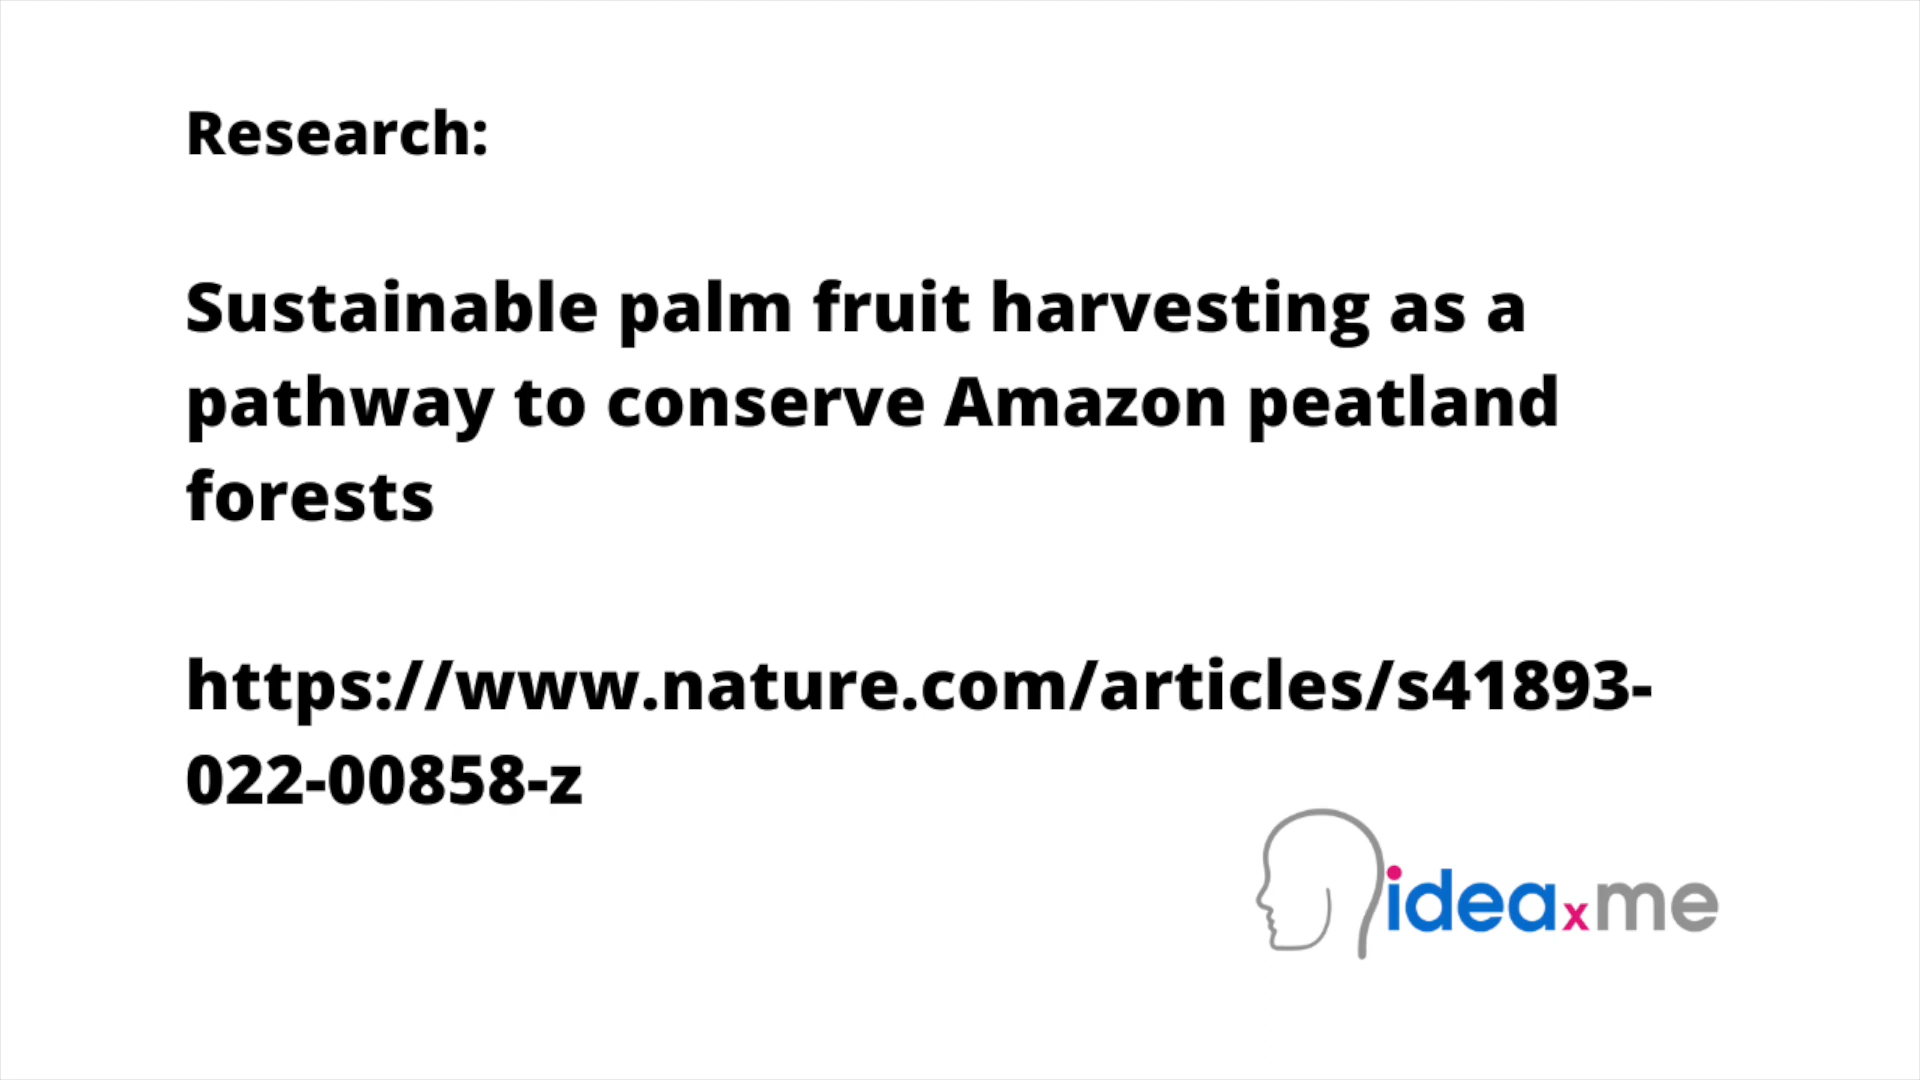 Research:
Sustainable palm fruit harvesting as a
pathway to conserve Amazon peatland
forests
https://www.nature.com/articles/s41893-
022-00858-z
ideaxme